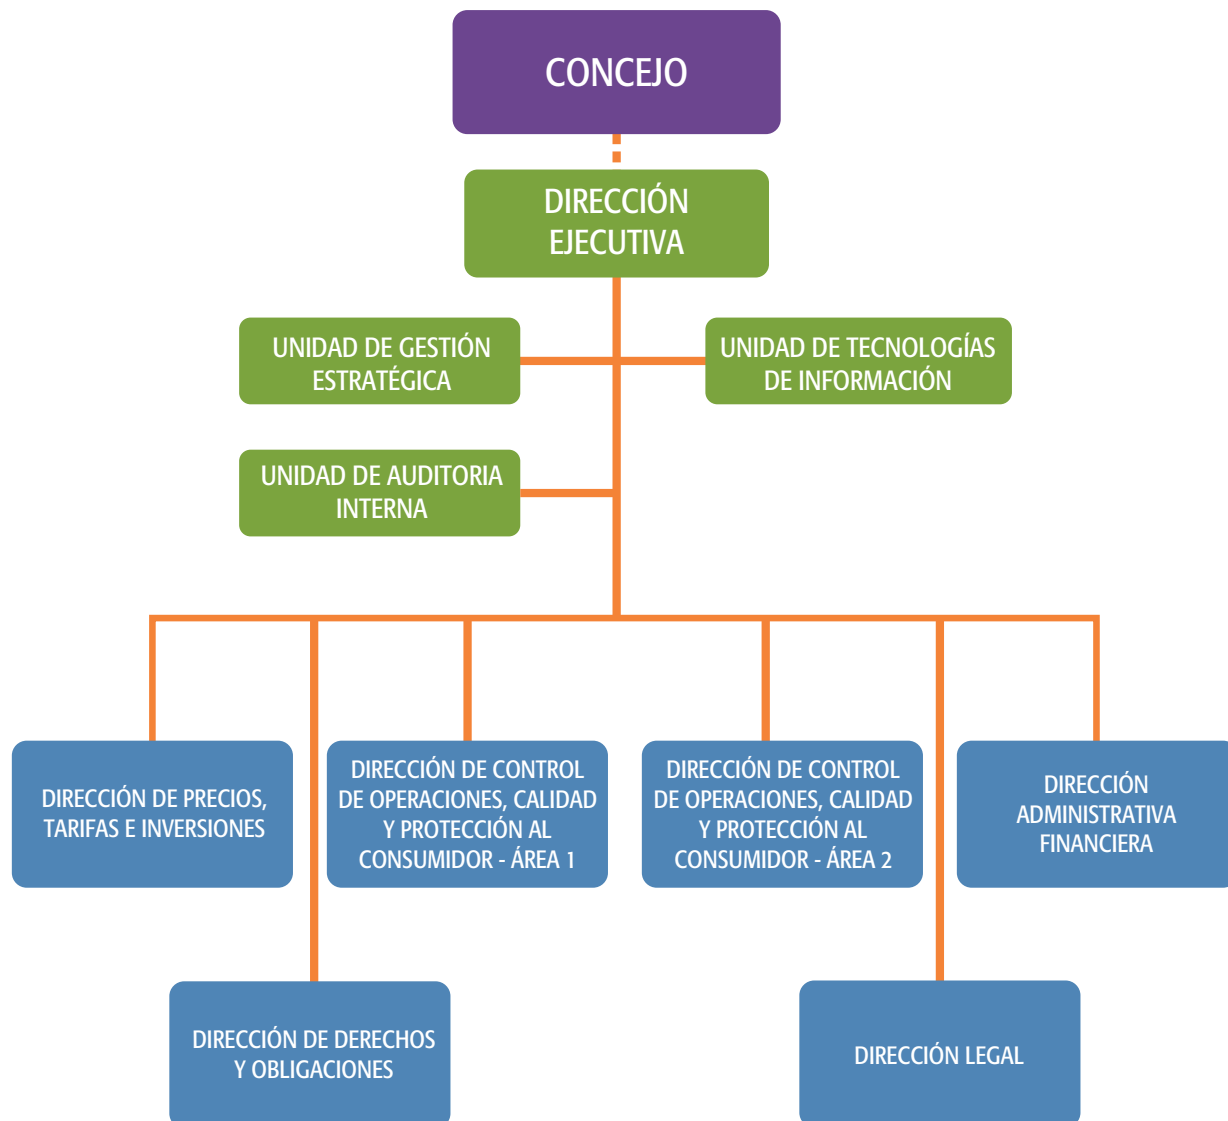 CONCEJO
DIRECCIÓN
EJECUTIVA
UNIDAD DE GESTIÓN
ESTRATÉGICA
UNIDAD DE TECNOLOGÍAS
DE INFORMACIÓN
UNIDAD DE AUDITORIA
INTERNA
DIRECCIÓN DE PRECIOS,
TARIFAS E INVERSIONES
DIRECCIÓN DE CONTROL
DE OPERACIONES, CALIDAD
Y PROTECCIÓN AL
CONSUMIDOR - ÁREA 1
DIRECCIÓN DE CONTROL
DE OPERACIONES, CALIDAD
Y PROTECCIÓN AL
CONSUMIDOR - ÁREA 2
DIRECCIÓN
ADMINISTRATIVA
FINANCIERA
DIRECCIÓN DE DERECHOS
Y OBLIGACIONES
DIRECCIÓN LEGAL